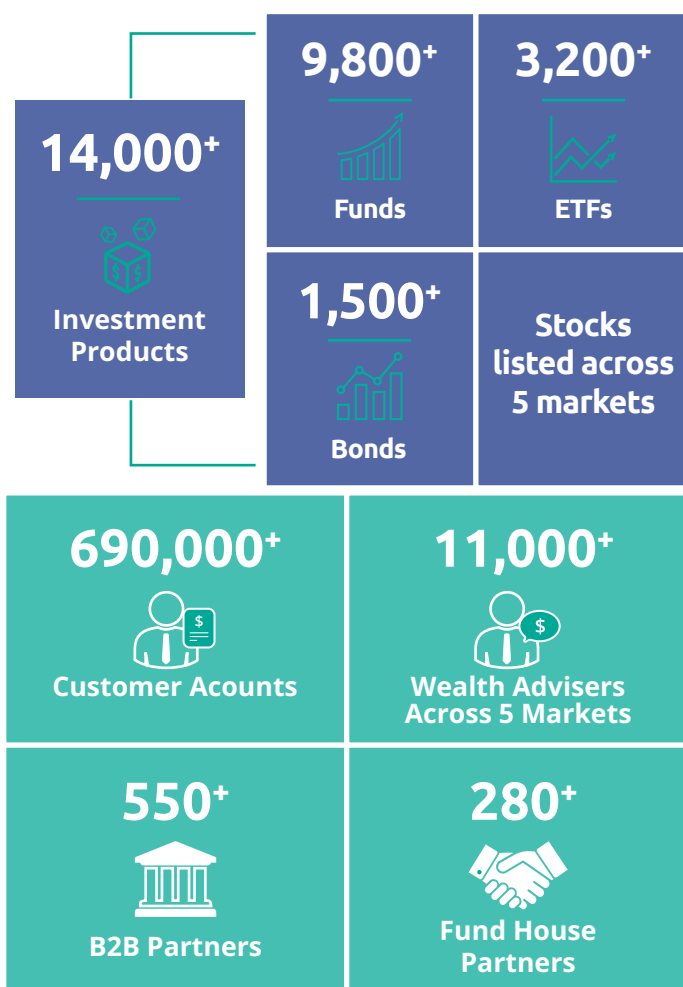 14,000+
Investment
Products
9,800+
Funds
3,200+
ETFs
1,500+
Bonds
Stocks
listed across
5 markets
690,000+
$
Customer Acounts
11,000+
$
Wealth Advisers
Across 5 Markets
550+
B2B Partners
280+
Fund House
Partners